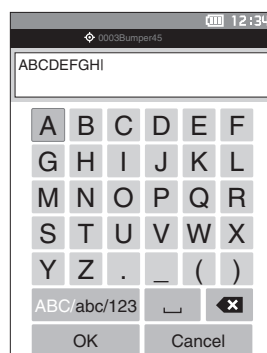 12:34
0003Bumper45
ABCDEFGHI
A B C D E F
G H I J K L
M N O P Q R
S T U V W X
Y Z . _ ( )
ABC/abc/123
OK Cancel